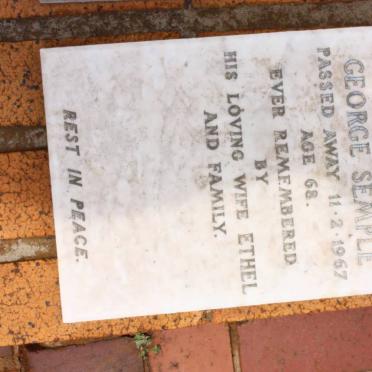 GEORGE SEMPLE
PASSED AWAY 11·2·1967
AGE 68.
EVER REMEMBERED
BY
HIS LOVING WIFE ETHEL
AND FAMILY.
REST IN PEACE.